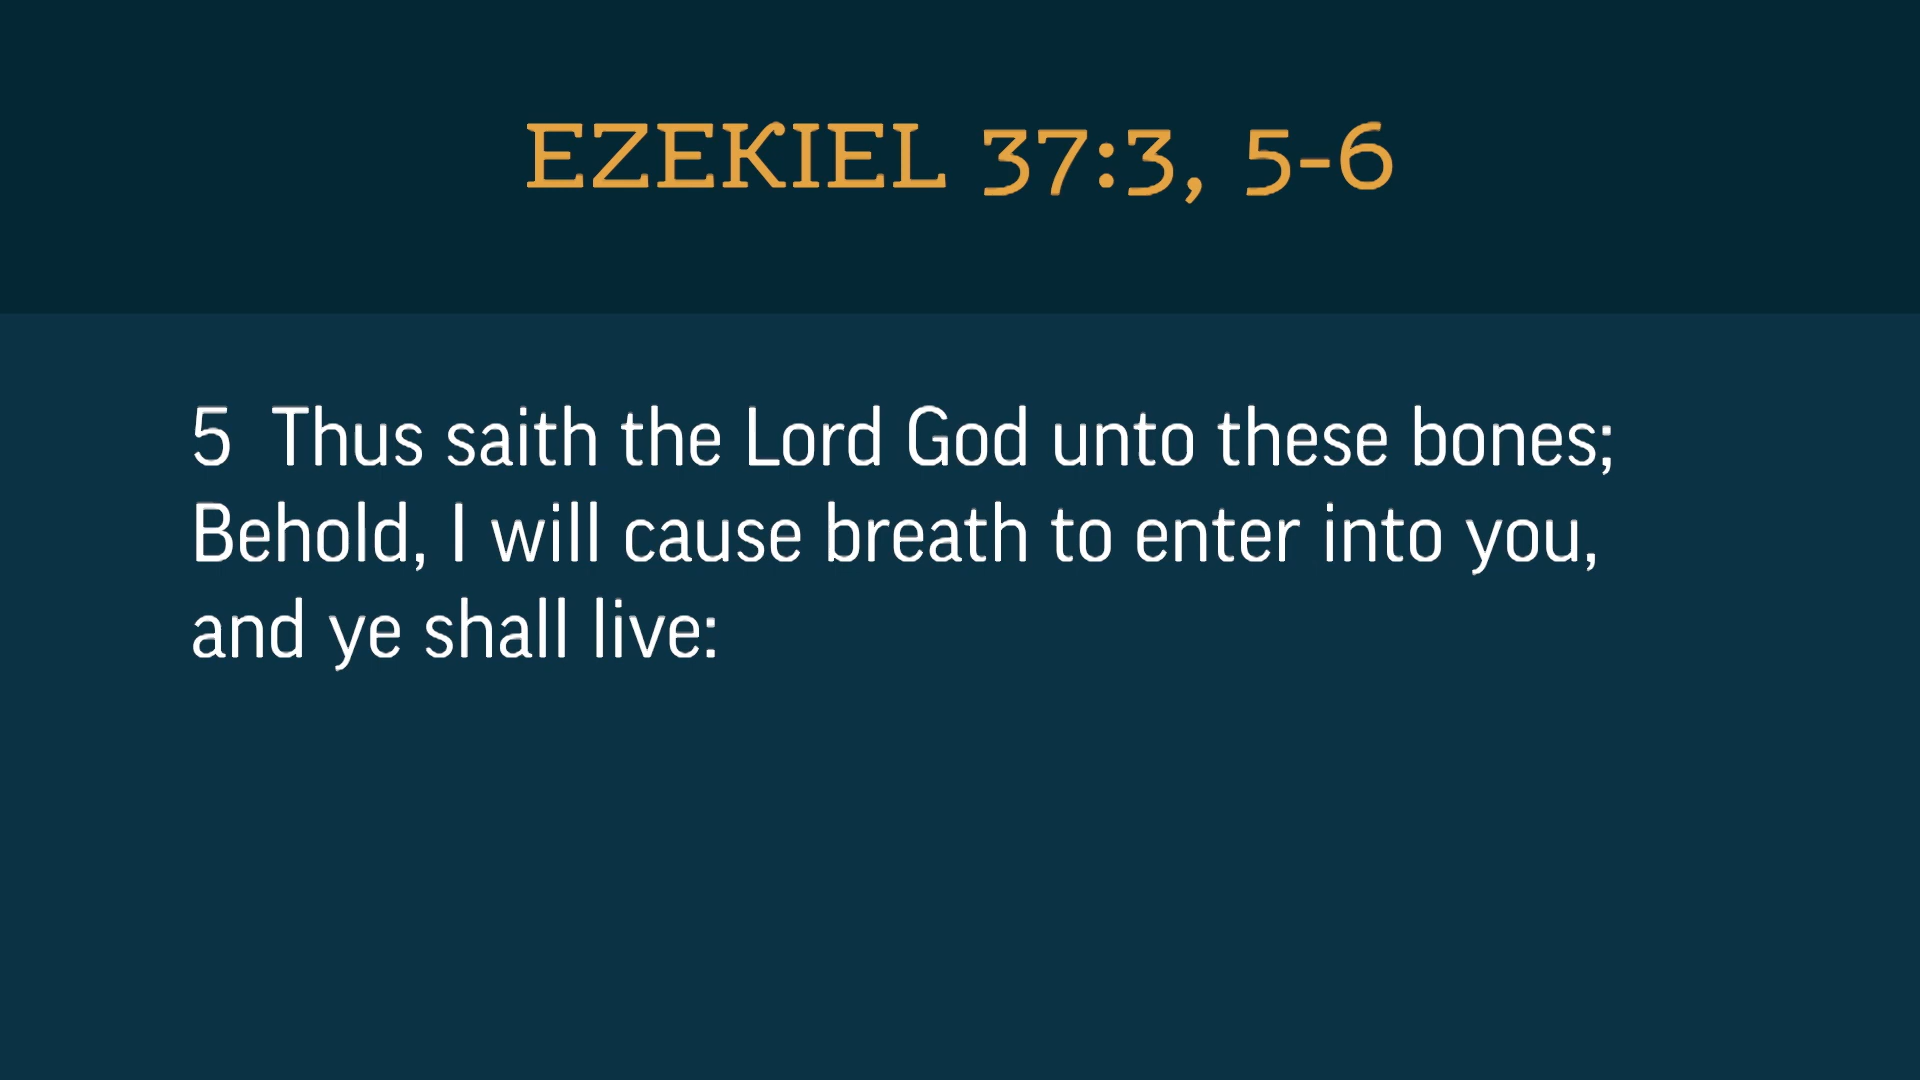 EZEKIEL 37:3, 5-6
5 Thus saith the Lord God unto these bones;
Behold, I will cause breath to enter into you,
and ye shall live: